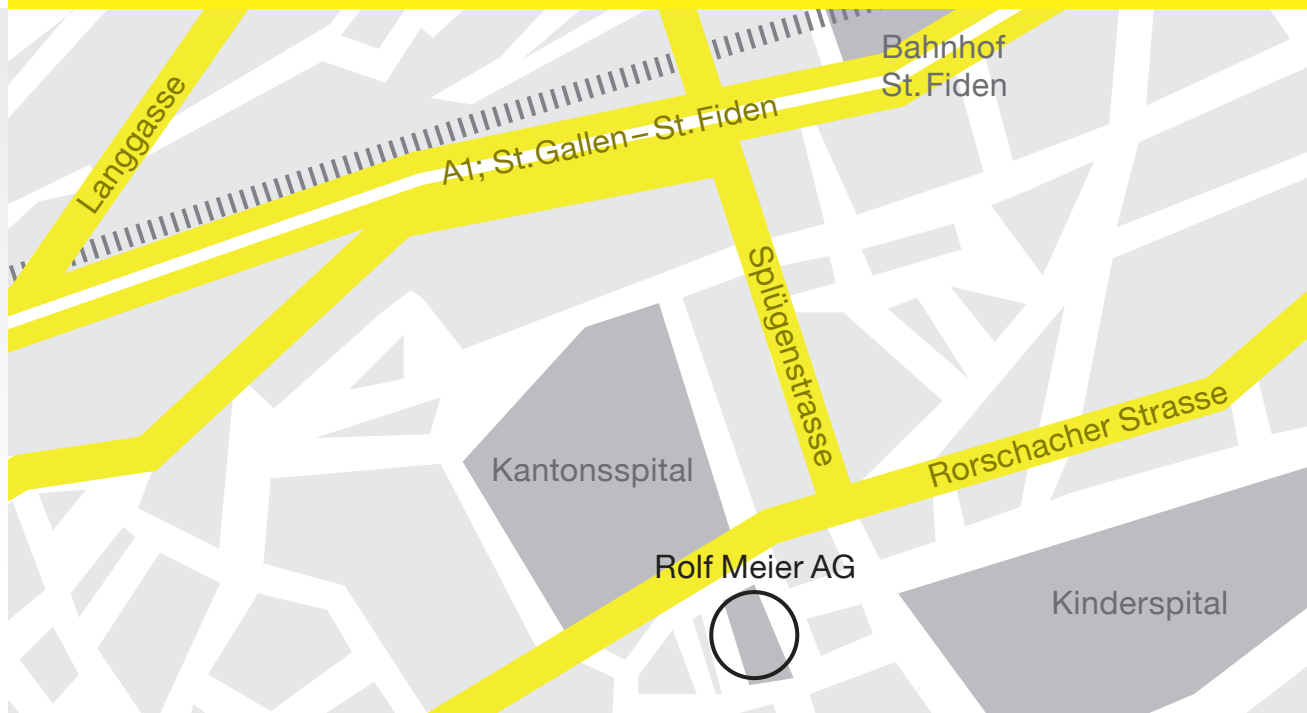 Bahnhof
St. Fiden
Langgasse
A1; St. Gallen – St. Fiden
Splügenstrasse
Rorschacher Strasse
Kantonsspital
Rolf Meier AG
Kinderspital